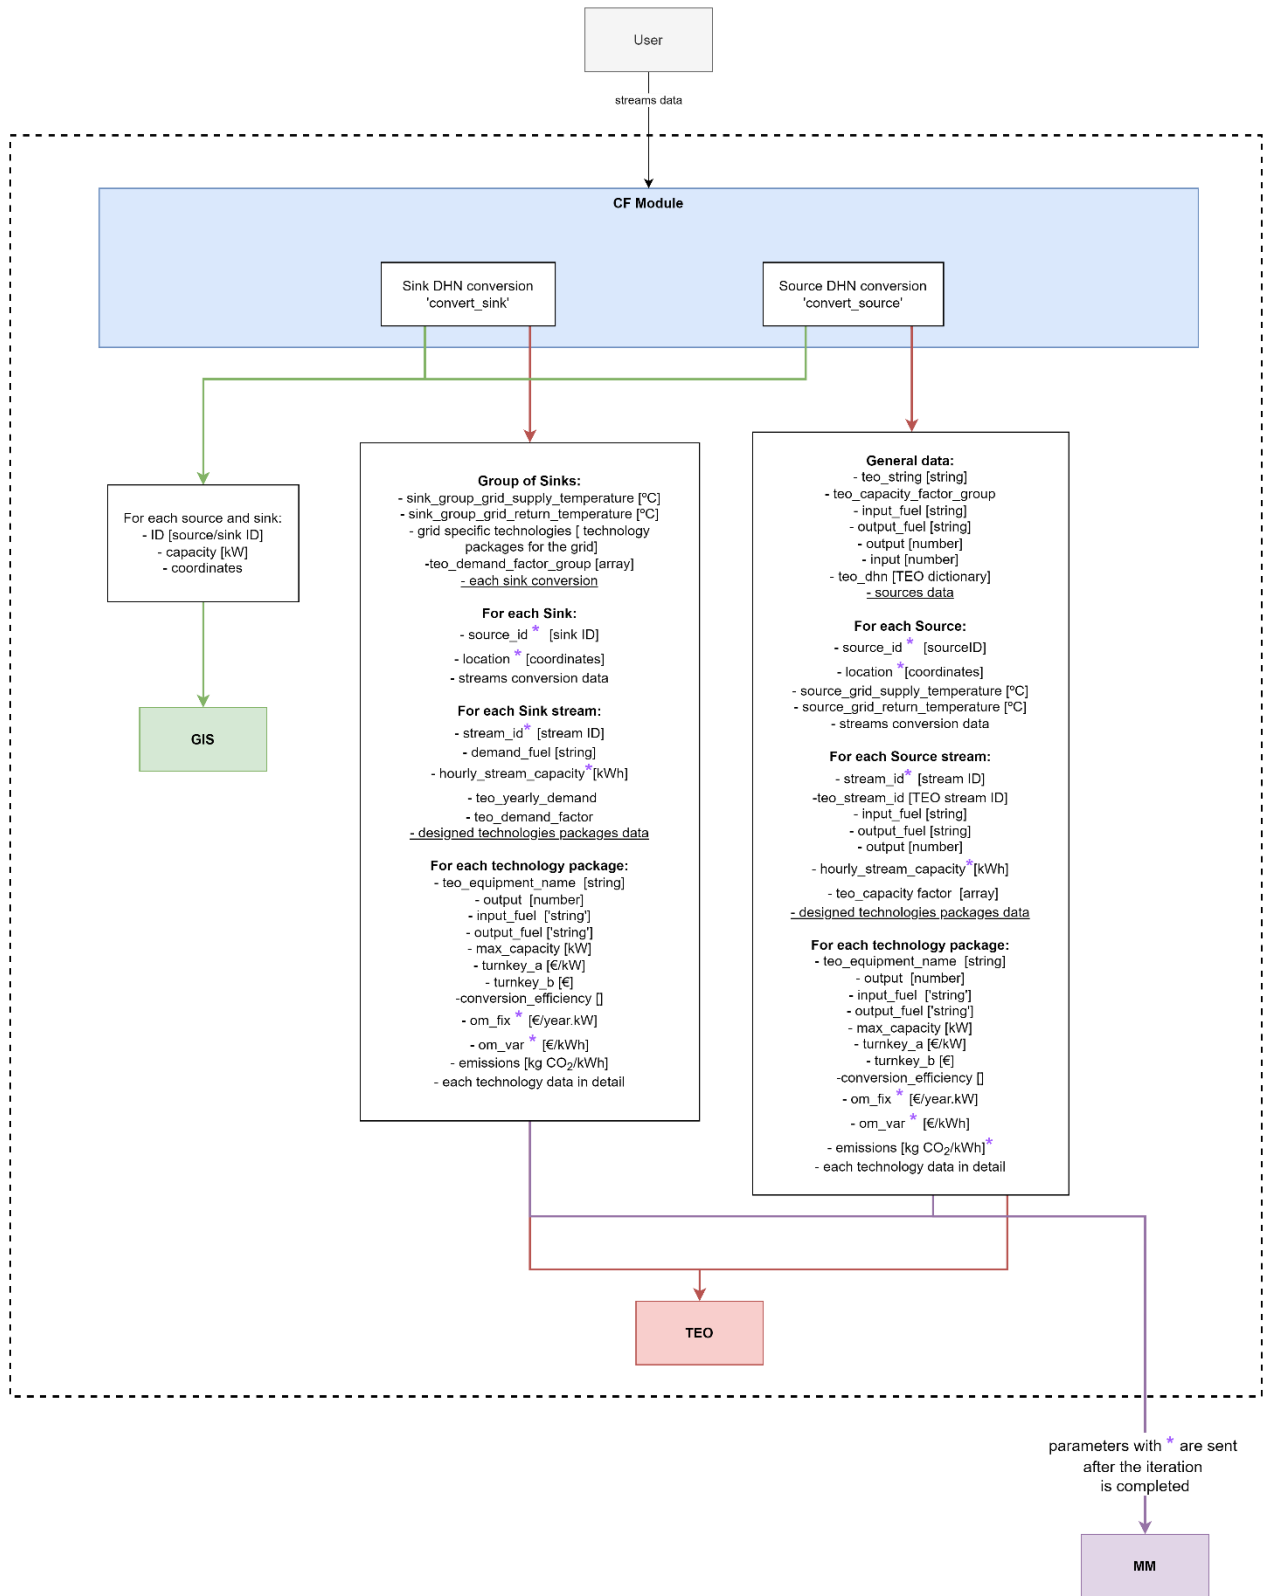 User
streams data
CF Module
Sink DHN conversion
'convert_sink'
Source DHN conversion
'convert_source'
For each source and sink:
- ID [source/sink ID]
- capacity [kW]
- coordinates
GIS
Group of Sinks:
- sink_group_grid_supply_temperature [ºC]
- sink_group_grid_return_temperature [ºC]
- grid specific technologies [ technology
packages for the grid]
-teo_demand_factor_group [array]
- each sink conversion
For each Sink:
- source_id * [sink ID]
- location * [coordinates]
- streams conversion data
For each Sink stream:
- stream_id* [stream ID]
- demand_fuel [string]
- hourly_stream_capacity*[kWh]
- teo_yearly_demand
- teo_demand_factor
- designed technologies packages data
For each technology package:
- teo_equipment_name [string]
- output [number]
- input_fuel ['string']
- output_fuel ['string']
- max_capacity [kW]
- turnkey_a [€/kW]
- turnkey_b [€]
-conversion_efficiency []
- om_fix * [€/year.kW]
- om_var * [€/kWh]
- emissions [kg CO2/kWh]
- each technology data in detail
General data:
- teo_string [string]
- teo_capacity_factor_group
- input_fuel [string]
- output_fuel [string]
- output [number]
- input [number]
- teo_dhn [TEO dictionary]
- sources data
For each Source:
- source_id * [sourceID]
- location *[coordinates]
- source_grid_supply_temperature [ºC]
- source_grid_return_temperature [ºC]
- streams conversion data
For each Source stream:
- stream_id* [stream ID]
-teo_stream_id [TEO stream ID]
- input_fuel [string]
- output_fuel [string]
- output [number]
- hourly_stream_capacity*[kWh]
- teo_capacity factor [array]
- designed technologies packages data
For each technology package:
- teo_equipment_name [string]
- output [number]
- input_fuel ['string']
- output_fuel ['string']
- max_capacity [kW]
- turnkey_a [€/kW]
- turnkey_b [€]
-conversion_efficiency []
- om_fix * [€/year.kW]
- om_var * [€/kWh]
- emissions [kg CO2/kWh]*
- each technology data in detail
TEO
parameters with * are sent
after the iteration
is completed
MM